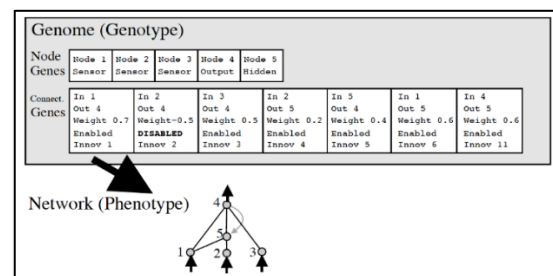 Genome (Genotype)
Node Genes
Node 1 Node 2 Node 3 Node 4 Node 5
Sensor Sensor Sensor Output Hidden
Connect. Genes
In 1 In 2 In 3 In 2 In 5 In 1 In 4
Out 4 Out 4 Out 4 Out 5 Out 4 Out 5 Out 5
Weight 0.7 Weight-0.5 Weight 0.5 Weight 0.2 Weight 0.4 Weight 0.6 Weight 0.6
Enabled DISABLED Enabled Enabled Enabled Enabled Enabled
Innov 1 Innov 2 Innov 3 Innov 4 Innov 5 Innov 6 Innov 11
Network (Phenotype)
4
5
1 2 3